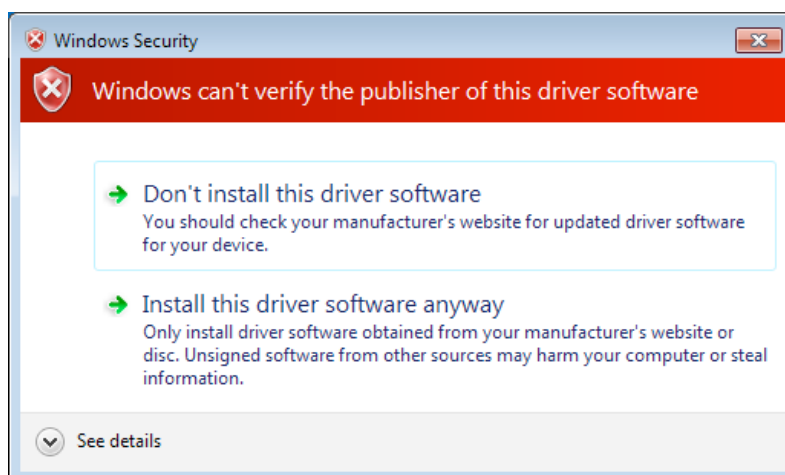 Windows Security
Windows can't verify the publisher of this driver software
Don't install this driver software
You should check your manufacturer's website for updated driver software
for your device.
Install this driver software anyway
Only install driver software obtained from your manufacturer's website or
disc. Unsigned software from other sources may harm your computer or steal
information.
See details